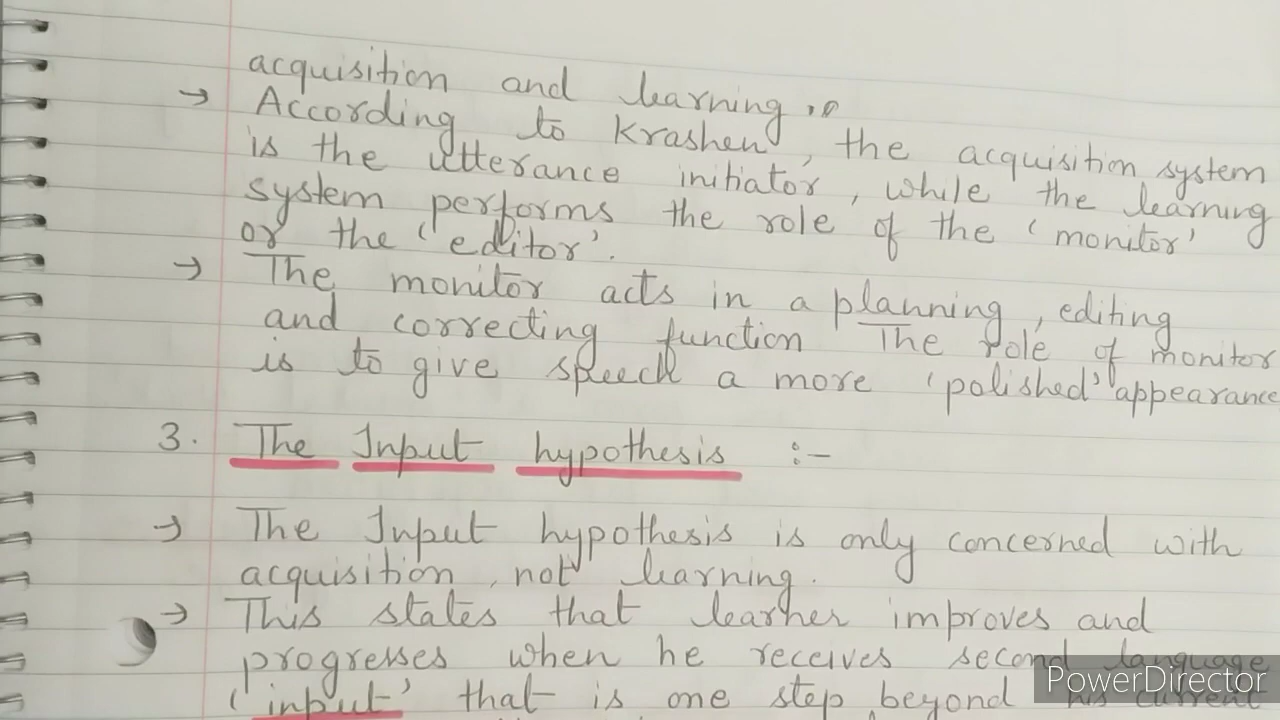 acquisition and learning.
→ According to Krashen, the acquisition system
is the utterance initiator, while the learning
system performs the role of the 'monitor'
or the 'editor'.
→ The monitor acts in a planning, editing
and correcting function The role of monitor
is to give speech a more 'polished' appearance
3. The Input hypothesis :-
→ The Input hypothesis is only concerned with
acquisition, not learning.
→ This states that learner improves and
progresses when he receives second language
'input' that is one step beyond his current
PowerDirector